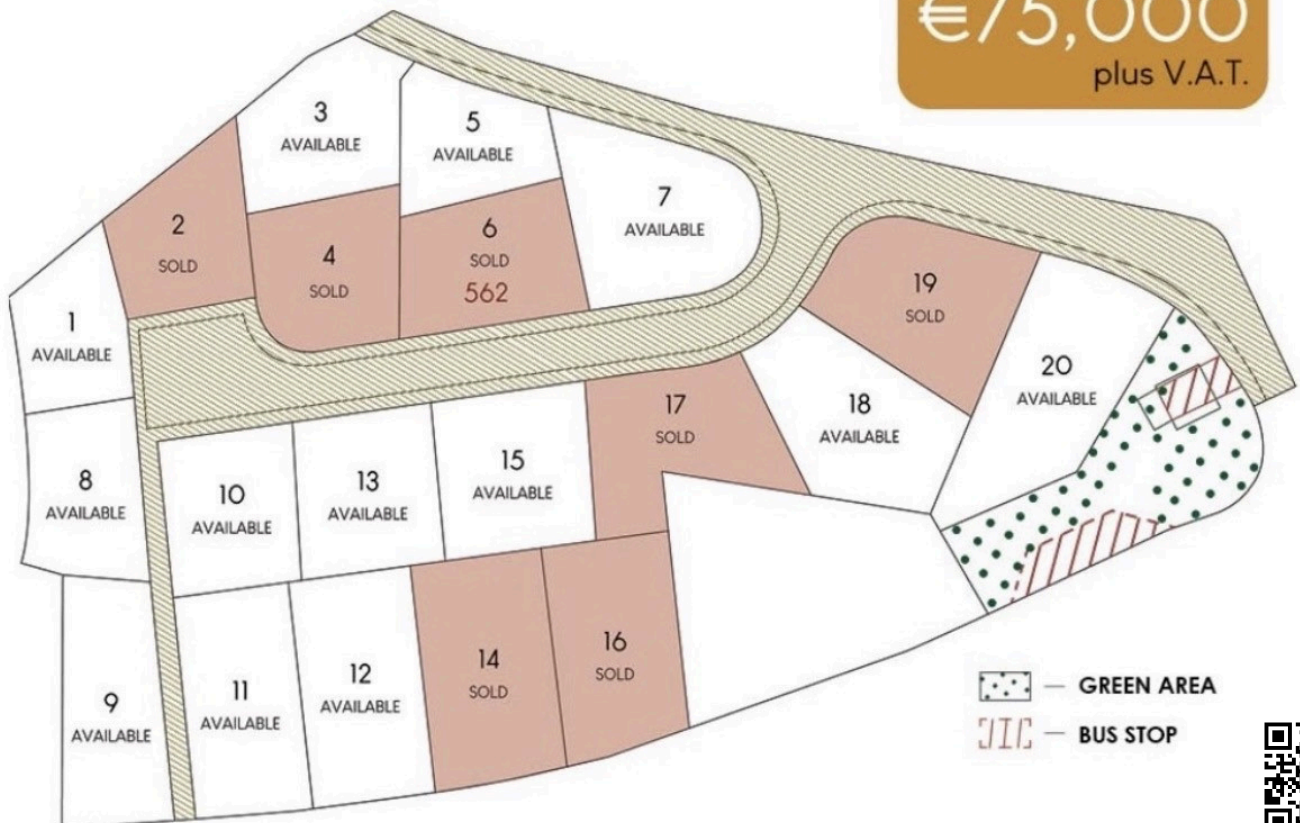 €75,000
plus V.A.T.
3
AVAILABLE
5
AVAILABLE
7
AVAILABLE
2
SOLD
4
SOLD
6
SOLD
562
19
SOLD
1
AVAILABLE
20
AVAILABLE
17
SOLD
18
AVAILABLE
8
AVAILABLE
10
AVAILABLE
13
AVAILABLE
15
AVAILABLE
9
AVAILABLE
11
AVAILABLE
12
AVAILABLE
14
SOLD
16
SOLD
— GREEN AREA
— BUS STOP